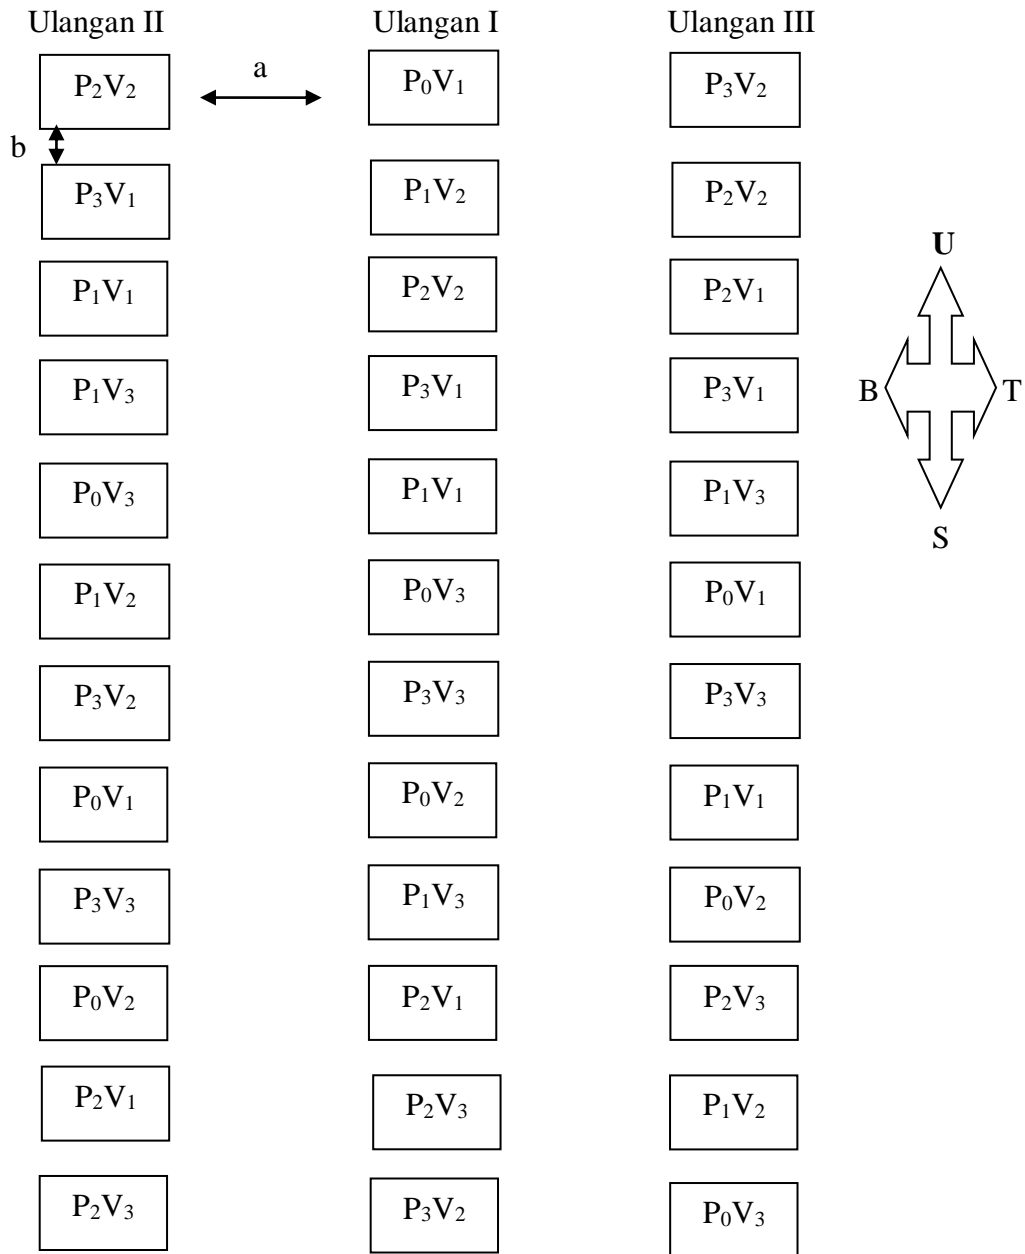 Ulangan II Ulangan I Ulangan III
P₂V₂ a P₀V₁ P₃V₂
b
P₃V₁ P₁V₂ P₂V₂
U
P₁V₁ P₂V₂ P₂V₁
P₁V₃ P₃V₁ P₃V₁ B T
P₀V₃ P₁V₁ P₁V₃
S
P₁V₂ P₀V₃ P₀V₁
P₃V₂ P₃V₃ P₃V₃
P₀V₁ P₀V₂ P₁V₁
P₃V₃ P₁V₃ P₀V₂
P₀V₂ P₂V₁ P₂V₃
P₂V₁ P₂V₃ P₁V₂
P₂V₃ P₃V₂ P₀V₃